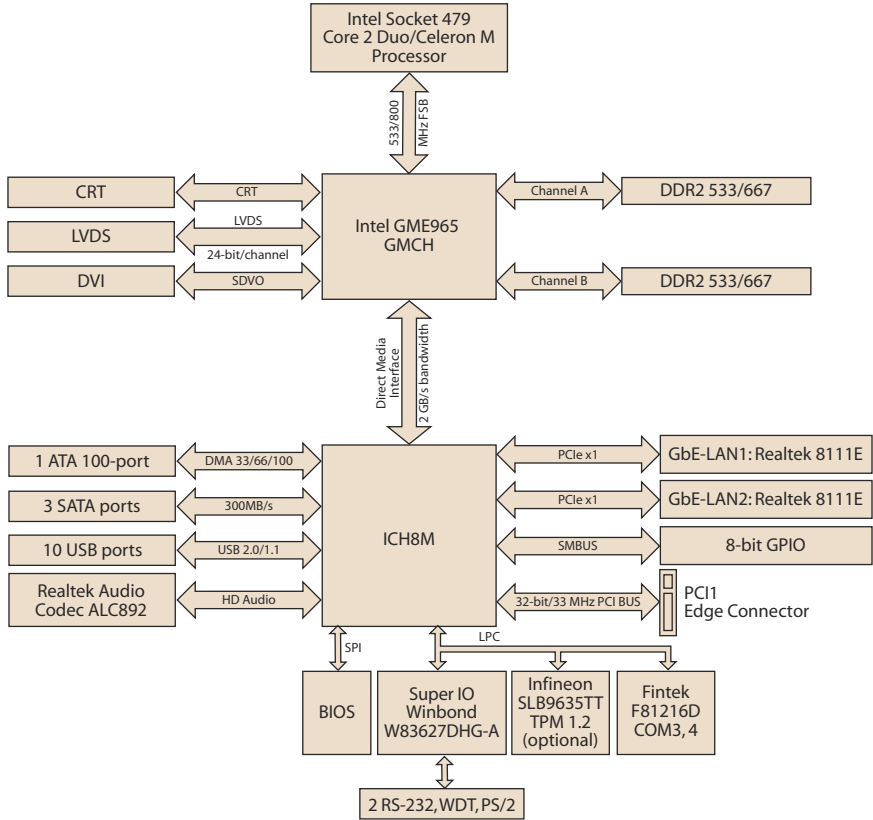 Intel Socket 479
Core 2 Duo/Celeron M
Processor
533/800
MHz FSB
CRT
CRT
LVDS
LVDS
24-bit/channel
DVI
SDVO
Intel GME965
GMCH
Channel A
DDR2 533/667
Channel B
DDR2 533/667
Direct Media
Interface
2 GB/s bandwidth
1 ATA 100-port
DMA 33/66/100
3 SATA ports
300MB/s
10 USB ports
USB 2.0/1.1
Realtek Audio
Codec ALC892
HD Audio
ICH8M
PCIe x1
GbE-LAN1: Realtek 8111E
PCIe x1
GbE-LAN2: Realtek 8111E
SMBUS
8-bit GPIO
32-bit/33 MHz PCI BUS
PCI1
Edge Connector
SPI
LPC
BIOS
Super IO
Winbond
W83627DHG-A
Infineon
SLB9635TT
TPM 1.2
(optional)
Fintek
F81216D
COM3, 4
2 RS-232, WDT, PS/2